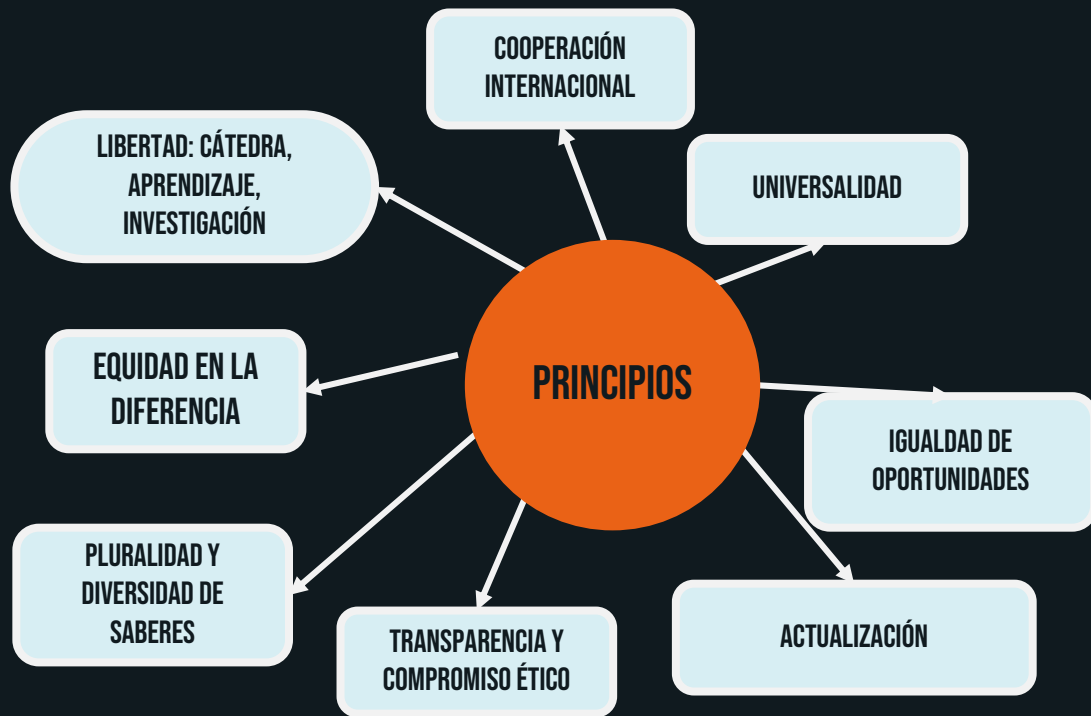 COOPERACIÓN
INTERNACIONAL
LIBERTAD: CÁTEDRA,
APRENDIZAJE,
INVESTIGACIÓN
UNIVERSALIDAD
EQUIDAD EN LA
DIFERENCIA
PRINCIPIOS
IGUALDAD DE
OPORTUNIDADES
PLURALIDAD Y
DIVERSIDAD DE
SABERES
TRANSPARENCIA Y
COMPROMISO ÉTICO
ACTUALIZACIÓN